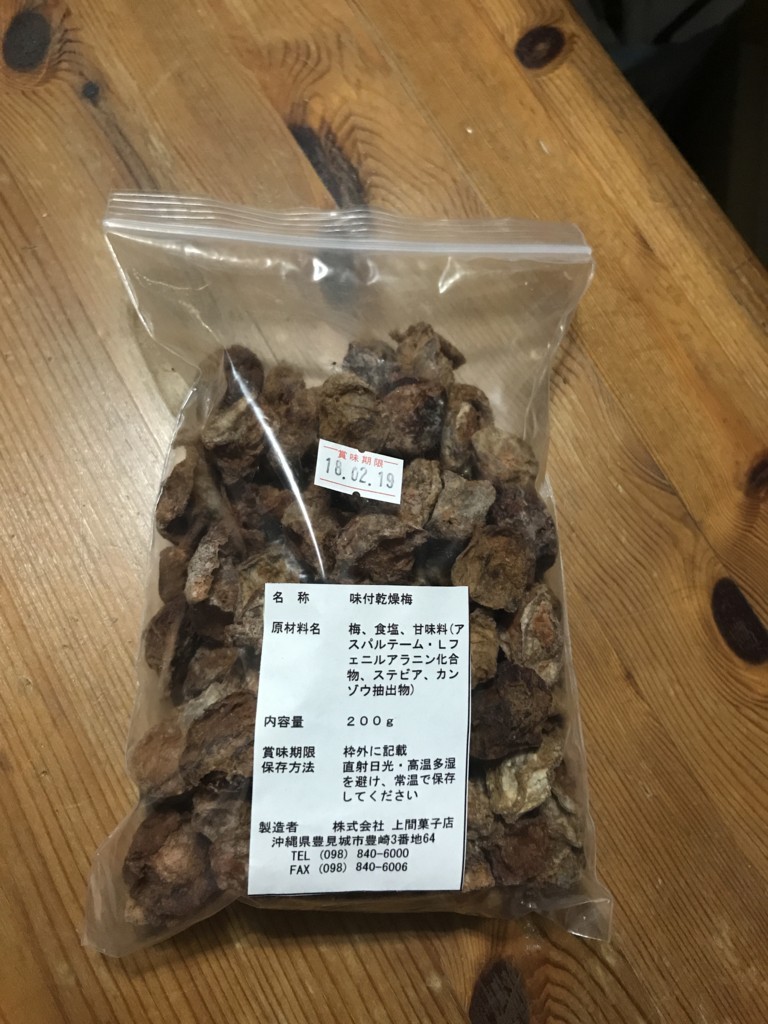 賞味期限
18.02.19
名　称　　味付乾燥梅
原材料名　梅、食塩、甘味料(ア
スパルテーム・Lフ
ェニルアラニン化合
物、ステビア、カン
ゾウ抽出物)
内容量　　２００ｇ
賞味期限　枠外に記載
保存方法　直射日光・高温多湿
を避け、常温で保存
してください
製造者　　株式会社 上間菓子店
沖縄県豊見城市豊崎3番地64
TEL (098) 840-6000
FAX (098) 840-6006